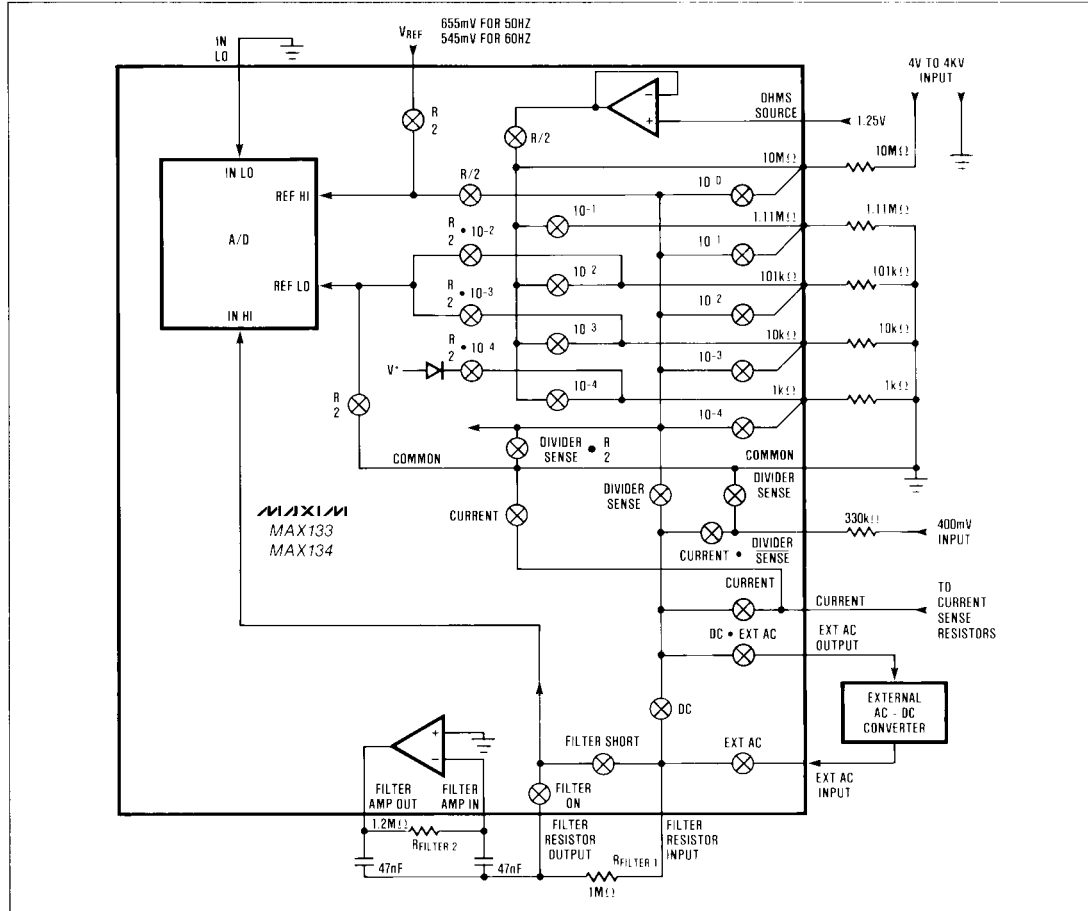 IN
LO
VREF
655mV FOR 50HZ
545mV FOR 60HZ
4V TO 4KV
INPUT
OHMS
SOURCE
1.25V
R
2
R/2
10MΩ
10MΩ
IN LO
REF HI
R/2
10 0
10-1
1.11MΩ
1.11MΩ
A/D
R
2 • 10-2
10 1
REF LO
10 2
101kΩ
101kΩ
IN HI
R
2 • 10-3
10 2
10 3
10kΩ
10kΩ
R
2 • 10 4
V+
10-3
10-4
1kΩ
1kΩ
R
2
10-4
DIVIDER
SENSE • R
2
COMMON
COMMON
DIVIDER
SENSE
DIVIDER
SENSE
MAXIM
MAX133
MAX134
CURRENT
330kΩ
400mV
INPUT
CURRENT • DIVIDER
SENSE
CURRENT
CURRENT
TO
CURRENT
SENSE
RESISTORS
DC • EXT AC
EXT AC
OUTPUT
EXTERNAL
AC - DC
CONVERTER
DC
FILTER SHORT
EXT AC
EXT AC
INPUT
+
−
FILTER
AMP OUT
FILTER
AMP IN
FILTER
ON
1.2MΩ
RFILTER 2
FILTER
RESISTOR
OUTPUT
FILTER
RESISTOR
INPUT
47nF
47nF
RFILTER 1
1MΩ